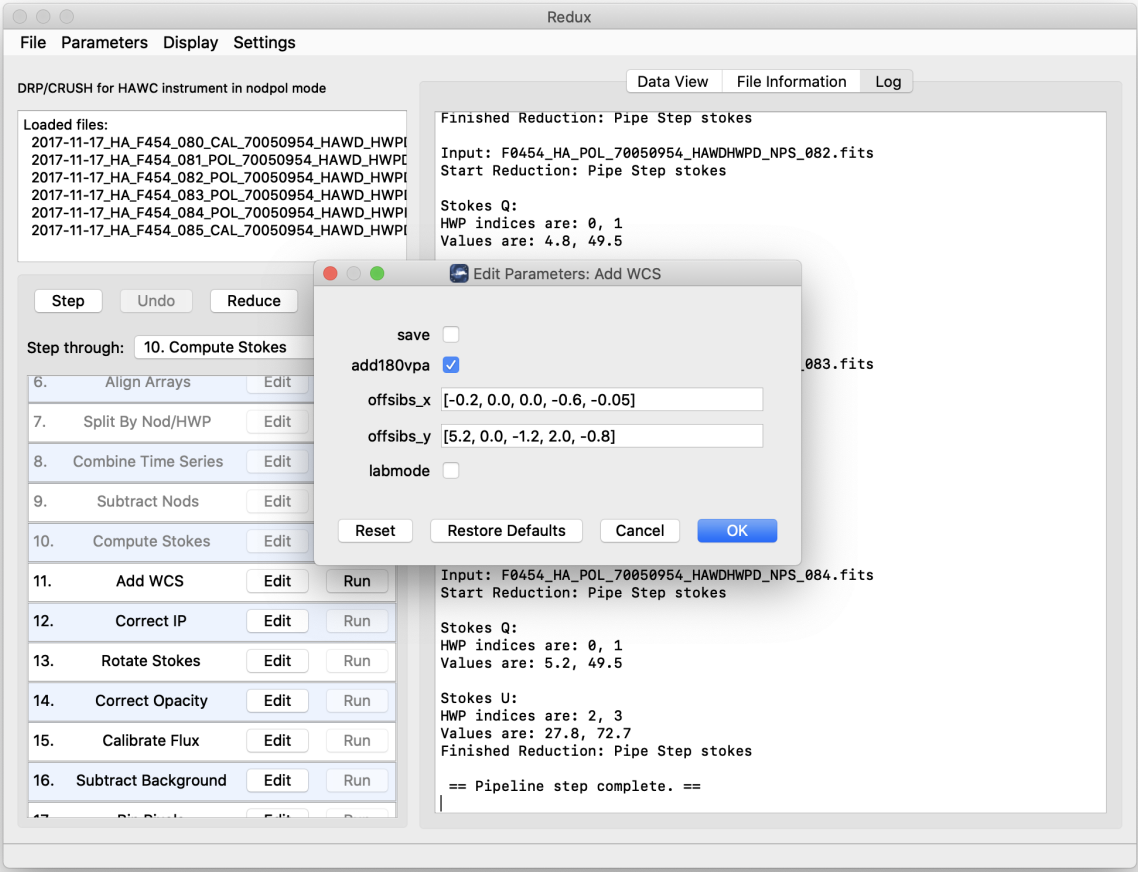 Redux
File Parameters Display Settings
DRP/CRUSH for HAWC instrument in nodpol mode
Loaded files:
2017-11-17_HA_F454_080_CAL_70050954_HAWD_HWPD
2017-11-17_HA_F454_081_POL_70050954_HAWD_HWPD
2017-11-17_HA_F454_082_POL_70050954_HAWD_HWPD
2017-11-17_HA_F454_083_POL_70050954_HAWD_HWPD
2017-11-17_HA_F454_084_POL_70050954_HAWD_HWPD
2017-11-17_HA_F454_085_CAL_70050954_HAWD_HWPD
Step Undo Reduce
Step through: 10. Compute Stokes
6. Align Arrays Edit
7. Split By Nod/HWP Edit
8. Combine Time Series Edit
9. Subtract Nods Edit
10. Compute Stokes Edit
11. Add WCS Edit Run
12. Correct IP Edit Run
13. Rotate Stokes Edit Run
14. Correct Opacity Edit Run
15. Calibrate Flux Edit Run
16. Subtract Background Edit Run
Data View File Information Log
Finished Reduction: Pipe Step stokes
Input: F0454_HA_POL_70050954_HAWDHWPD_NPS_082.fits
Start Reduction: Pipe Step stokes
Stokes Q:
HWP indices are: 0, 1
Values are: 4.8, 49.5
_083.fits
Input: F0454_HA_POL_70050954_HAWDHWPD_NPS_084.fits
Start Reduction: Pipe Step stokes
Stokes Q:
HWP indices are: 0, 1
Values are: 5.2, 49.5
Stokes U:
HWP indices are: 2, 3
Values are: 27.8, 72.7
Finished Reduction: Pipe Step stokes
== Pipeline step complete. ==
Edit Parameters: Add WCS
save
add180vpa
offsibs_x [-0.2, 0.0, 0.0, -0.6, -0.05]
offsibs_y [5.2, 0.0, -1.2, 2.0, -0.8]
labmode
Reset Restore Defaults Cancel OK